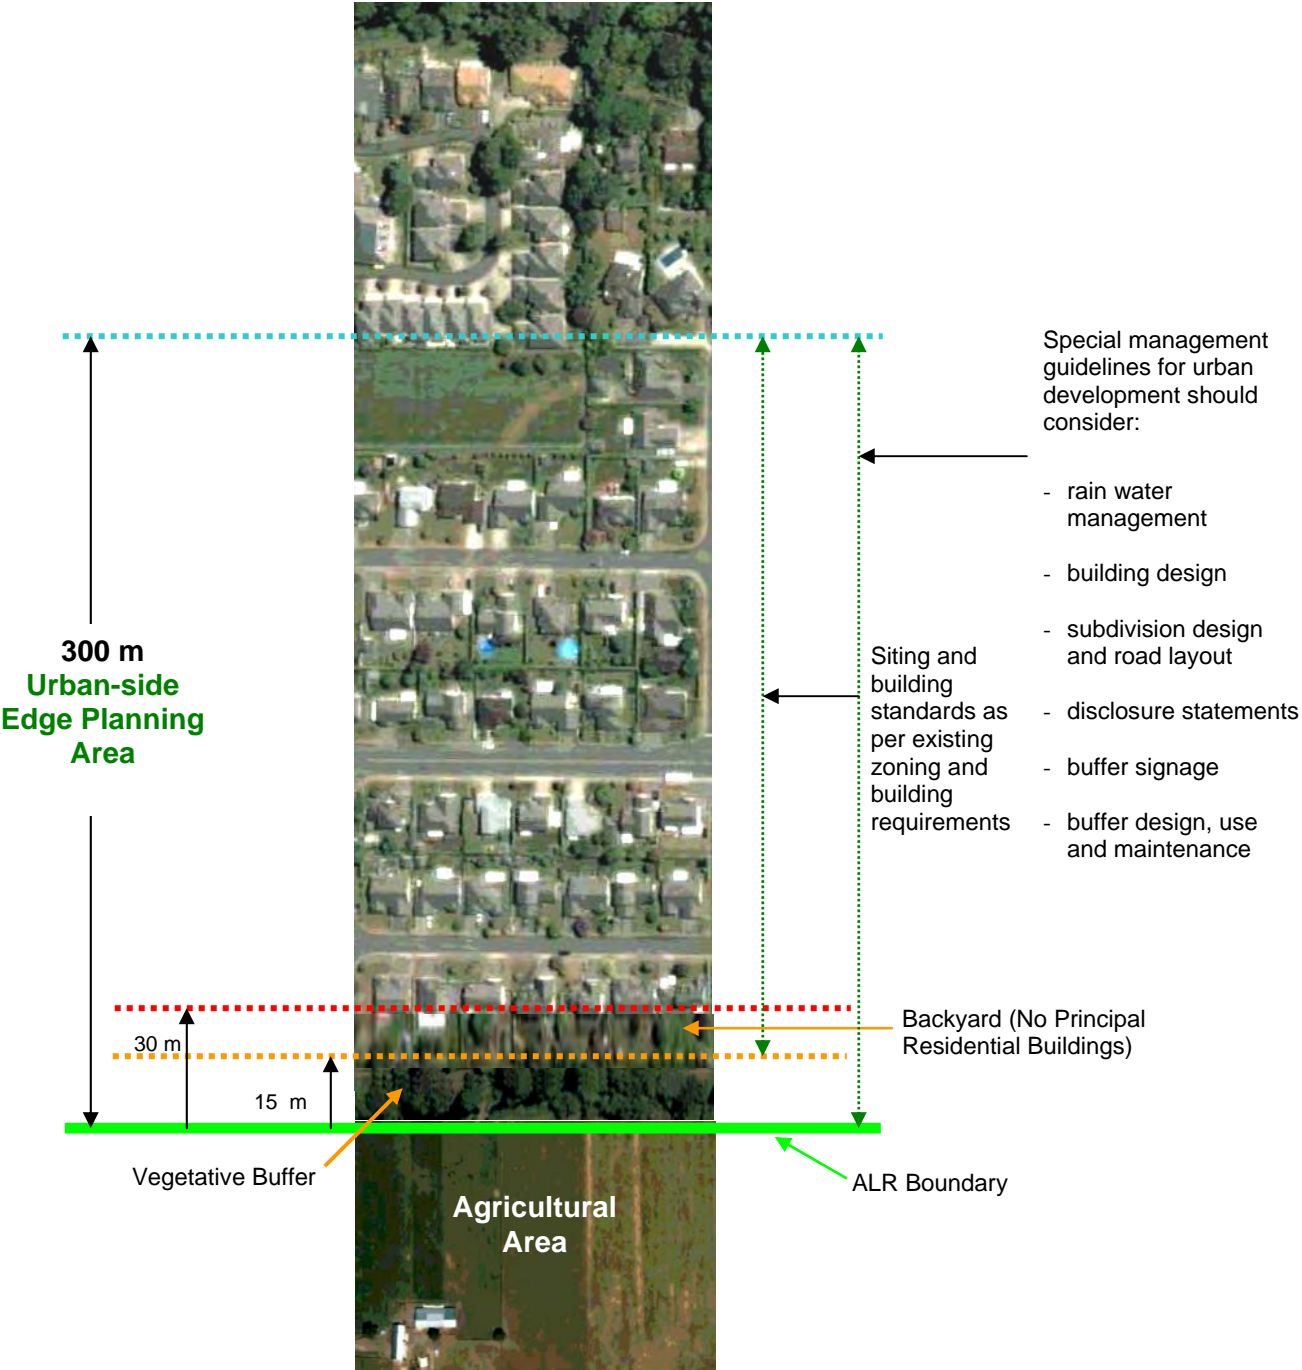 Special management
guidelines for urban
development should
consider:
- rain water
management
- building design
- subdivision design
and road layout
- disclosure statements
- buffer signage
- buffer design, use
and maintenance
300 m
Urban-side
Edge Planning
Area
Siting and
building
standards as
per existing
zoning and
building
requirements
Backyard (No Principal
Residential Buildings)
30 m
15 m
Vegetative Buffer
ALR Boundary
Agricultural
Area